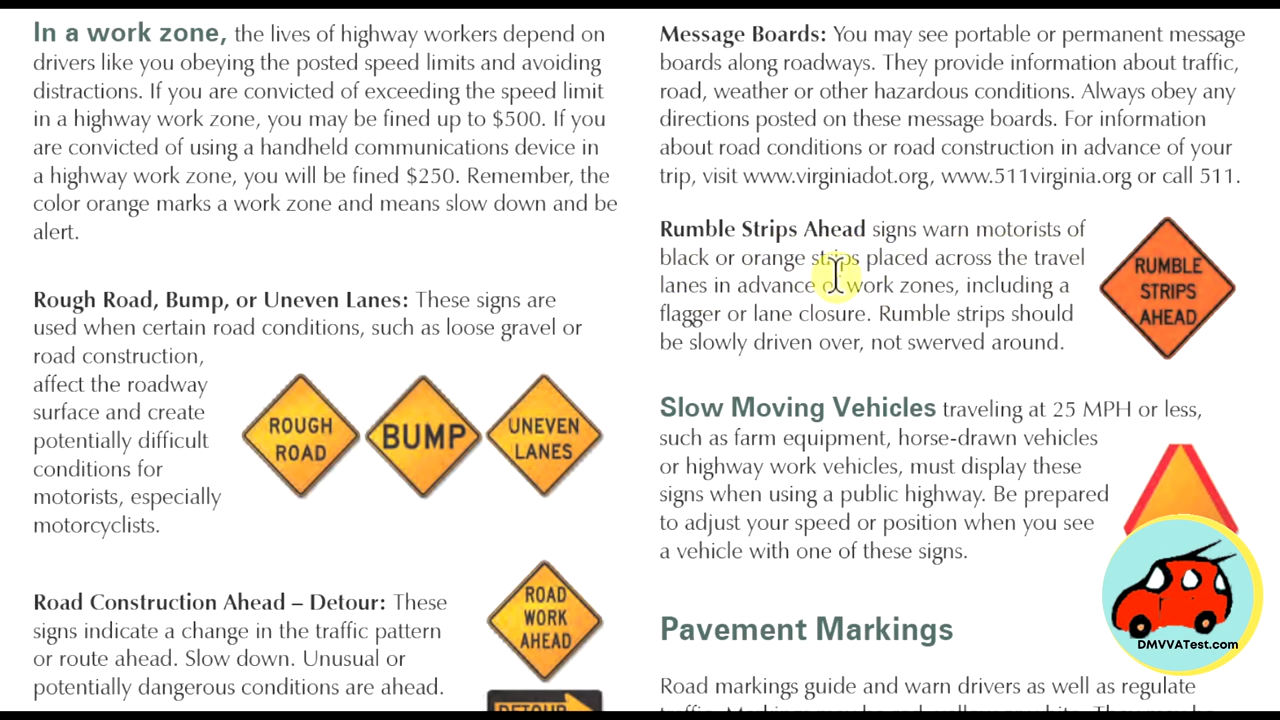 In a work zone, the lives of highway workers depend on
drivers like you obeying the posted speed limits and avoiding
distractions. If you are convicted of exceeding the speed limit
in a highway work zone, you may be fined up to $500. If you
are convicted of using a handheld communications device in
a highway work zone, you will be fined $250. Remember, the
color orange marks a work zone and means slow down and be
alert.
Rough Road, Bump, or Uneven Lanes: These signs are
used when certain road conditions, such as loose gravel or
road construction,
affect the roadway
surface and create
potentially difficult
conditions for
motorists, especially
motorcyclists.
ROUGH
ROAD
BUMP
UNEVEN
LANES
Road Construction Ahead – Detour: These
signs indicate a change in the traffic pattern
or route ahead. Slow down. Unusual or
potentially dangerous conditions are ahead.
ROAD
WORK
AHEAD
DETOUR
Message Boards: You may see portable or permanent message
boards along roadways. They provide information about traffic,
road, weather or other hazardous conditions. Always obey any
directions posted on these message boards. For information
about road conditions or road construction in advance of your
trip, visit www.virginiadot.org, www.511virginia.org or call 511.
Rumble Strips Ahead signs warn motorists of
black or orange strips placed across the travel
lanes in advance of work zones, including a
flagger or lane closure. Rumble strips should
be slowly driven over, not swerved around.
RUMBLE
STRIPS
AHEAD
Slow Moving Vehicles traveling at 25 MPH or less,
such as farm equipment, horse-drawn vehicles
or highway work vehicles, must display these
signs when using a public highway. Be prepared
to adjust your speed or position when you see
a vehicle with one of these signs.
DMVVATest.com
Pavement Markings
Road markings guide and warn drivers as well as regulate